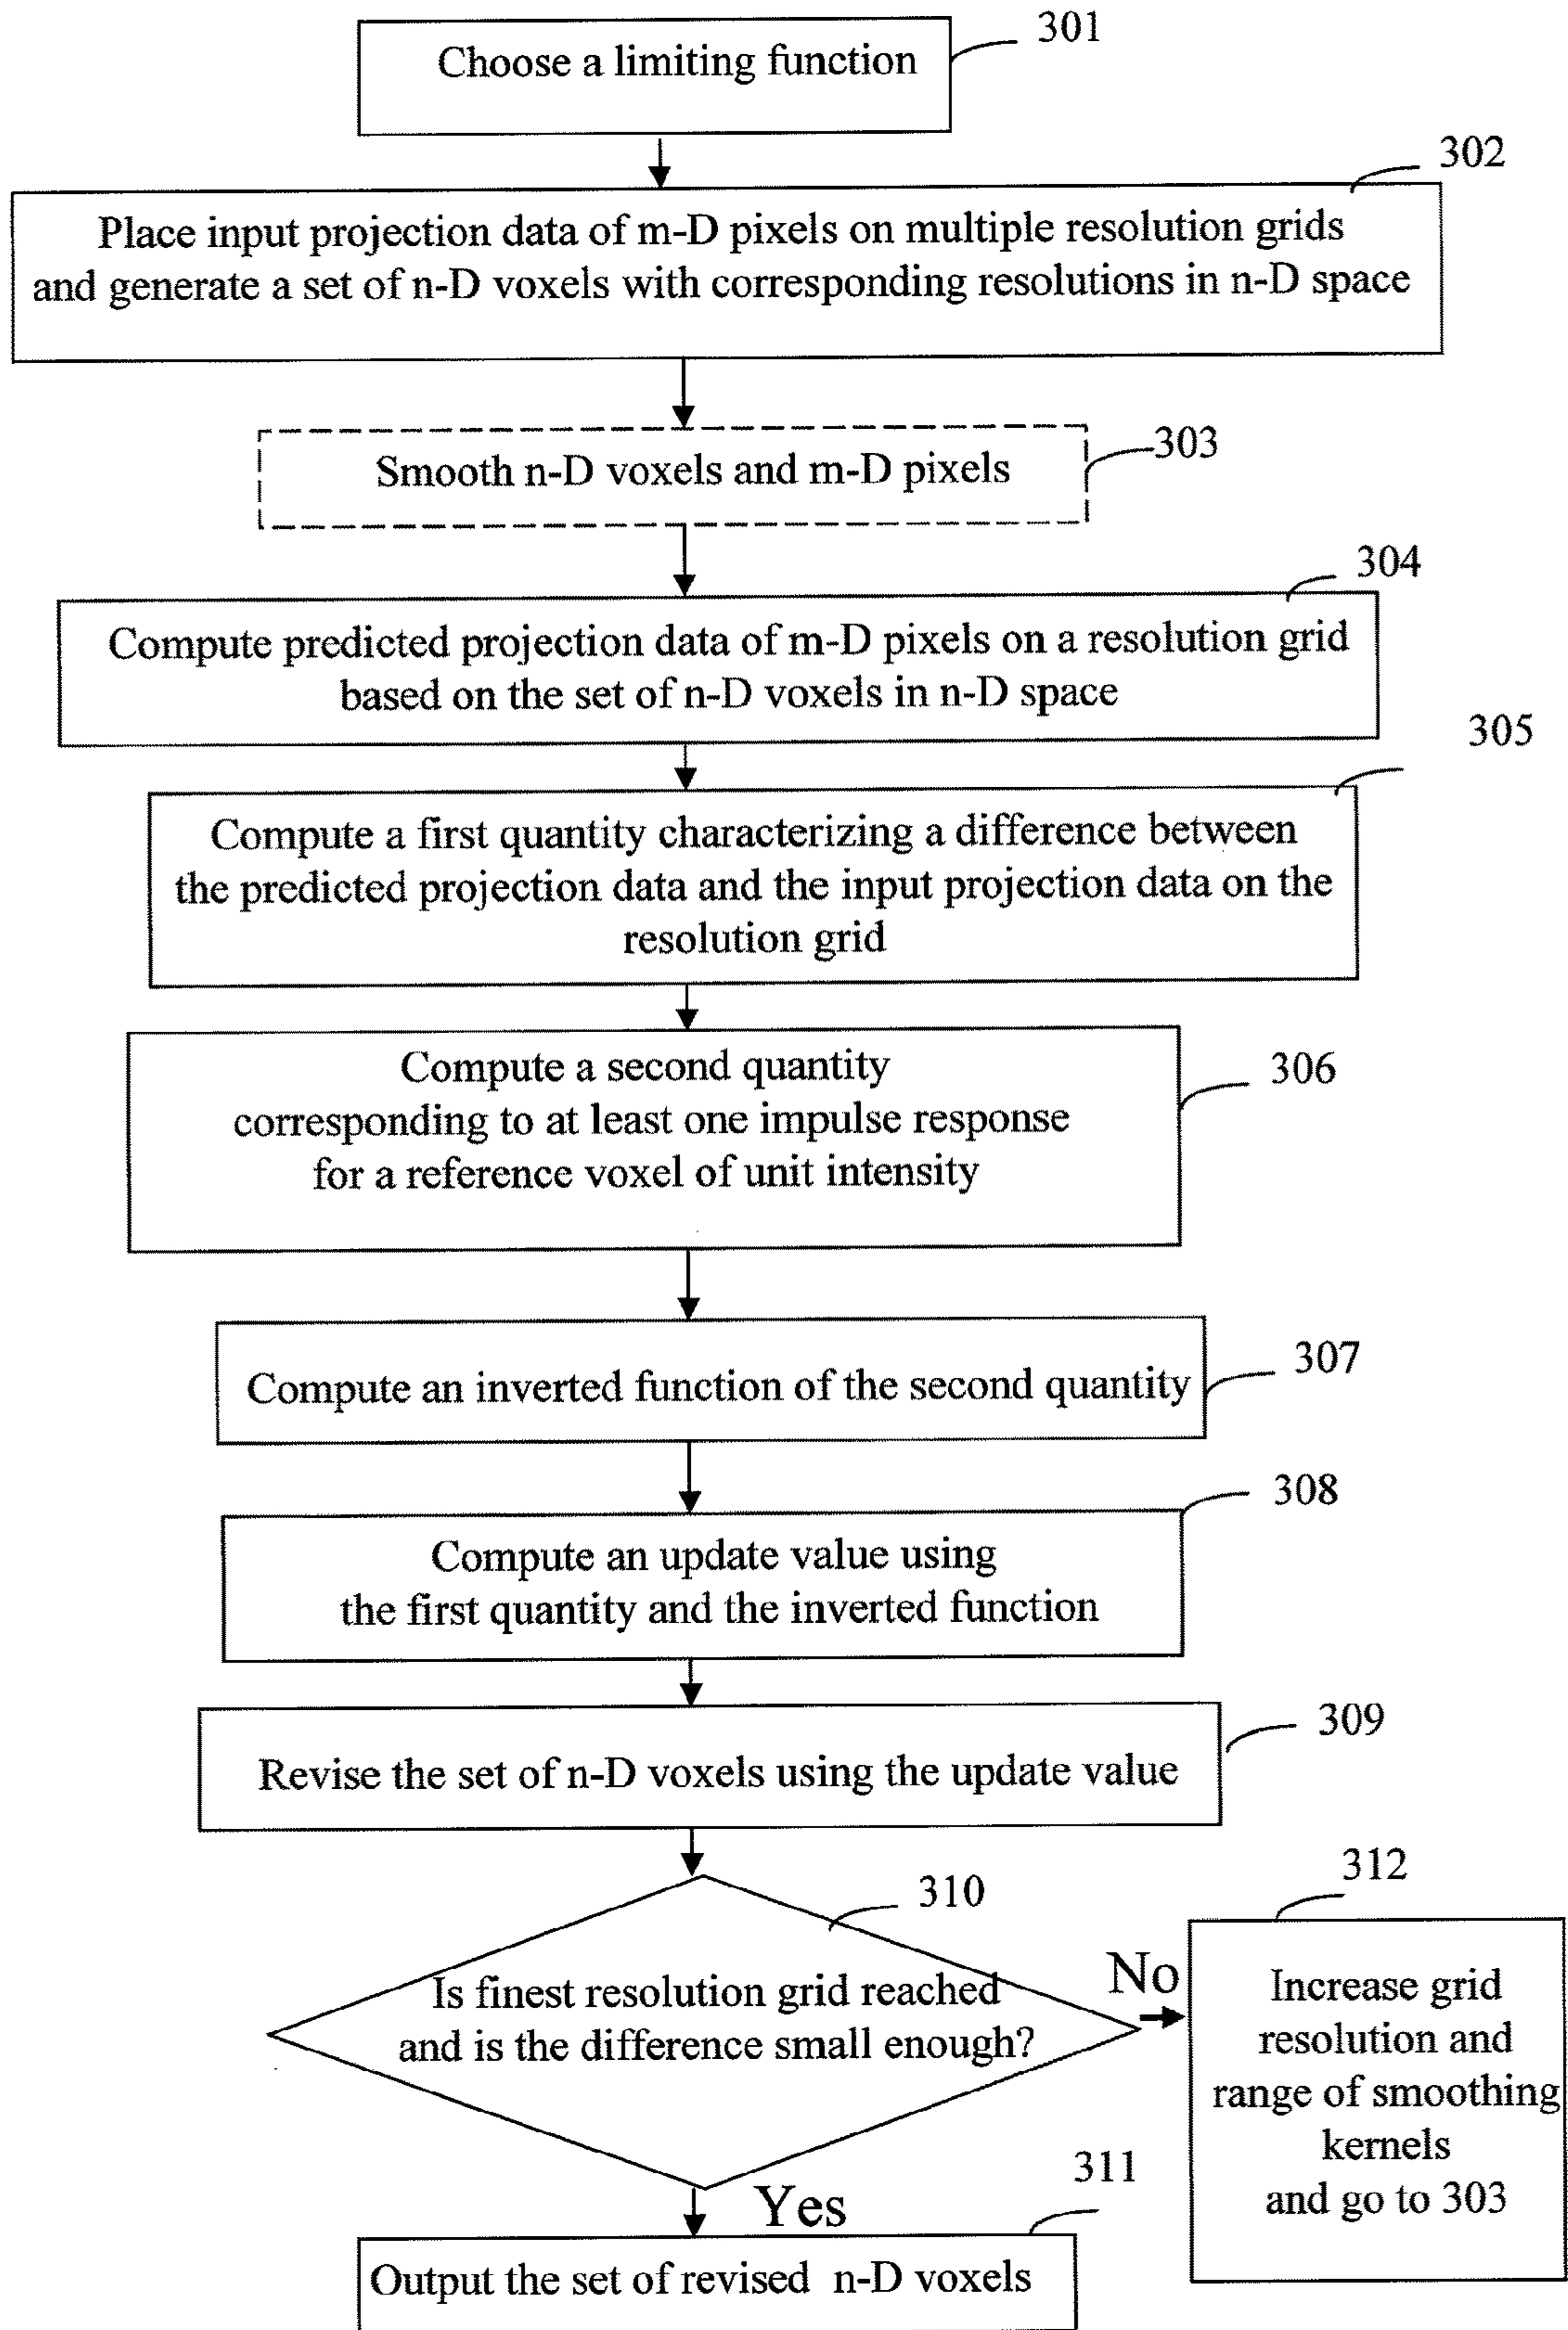 301
Choose a limiting function
302
Place input projection data of m-D pixels on multiple resolution grids
and generate a set of n-D voxels with corresponding resolutions in n-D space
303
Smooth n-D voxels and m-D pixels
304
Compute predicted projection data of m-D pixels on a resolution grid
based on the set of n-D voxels in n-D space
305
Compute a first quantity characterizing a difference between
the predicted projection data and the input projection data on the
resolution grid
306
Compute a second quantity
corresponding to at least one impulse response
for a reference voxel of unit intensity
307
Compute an inverted function of the second quantity
308
Compute an update value using
the first quantity and the inverted function
309
Revise the set of n-D voxels using the update value
310
Is finest resolution grid reached
and is the difference small enough?
No
312
Increase grid
resolution and
range of smoothing
kernels
and go to 303
Yes
311
Output the set of revised n-D voxels